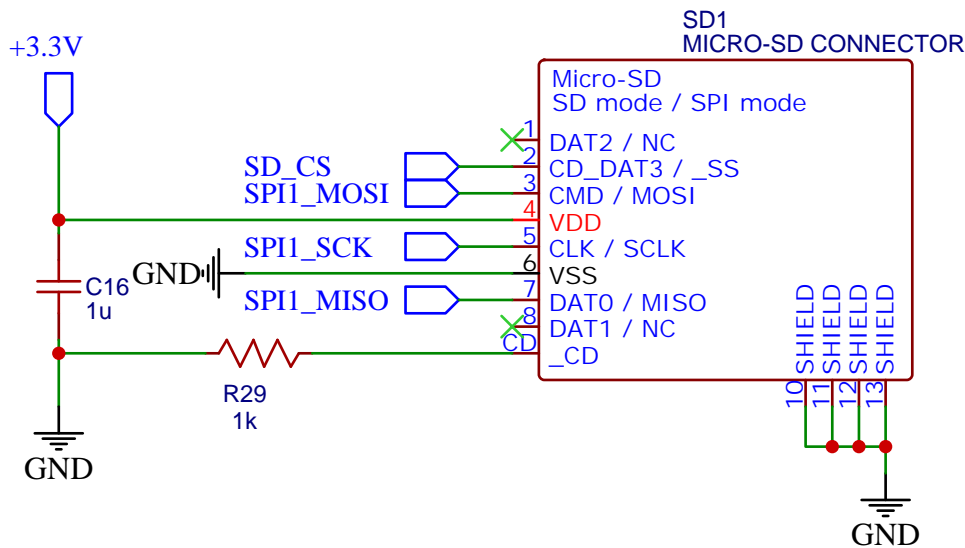 SD1
MICRO-SD CONNECTOR
+3.3V
Micro-SD
SD mode / SPI mode
1
DAT2 / NC
SD_CS
2
CD_DAT3 / _SS
SPI1_MOSI
3
CMD / MOSI
4
VDD
SPI1_SCK
5
CLK / SCLK
GND
6
VSS
C16
1u
SPI1_MISO
7
DAT0 / MISO
8
DAT1 / NC
CD
_CD
R29
1k
SHIELD
SHIELD
SHIELD
SHIELD
10
11
12
13
GND
GND